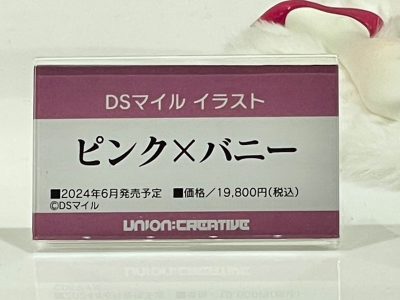 DSマイル イラスト
ピンク×バニー
■2024年6月発売予定 ■価格／19,800円(税込)
©DSマイル
UNION:CREATIVE